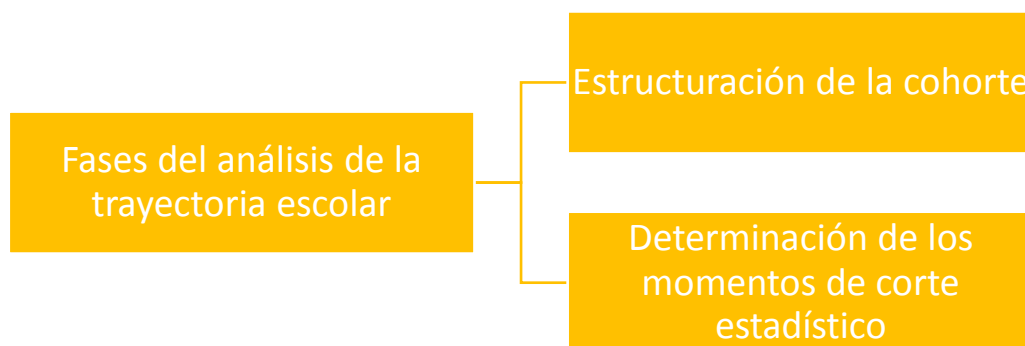 Fases del análisis de la
trayectoria escolar
Estructuración de la cohorte
Determinación de los
momentos de corte
estadístico